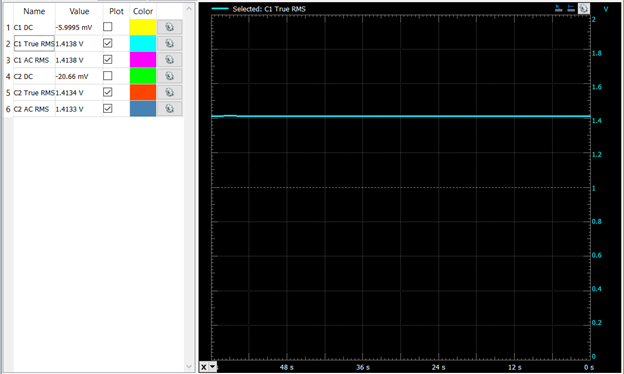 Name Value Plot Color
1 C1 DC -5.9995 mV
2 C1 True RMS 1.4138 V
3 C1 AC RMS 1.4138 V
4 C2 DC -20.66 mV
5 C2 True RMS 1.4134 V
6 C2 AC RMS 1.4133 V
Selected: C1 True RMS V
2
1.8
1.6
1.4
1.2
1
0.8
0.6
0.4
0.2
0
X s 48 s 36 s 24 s 12 s 0 s